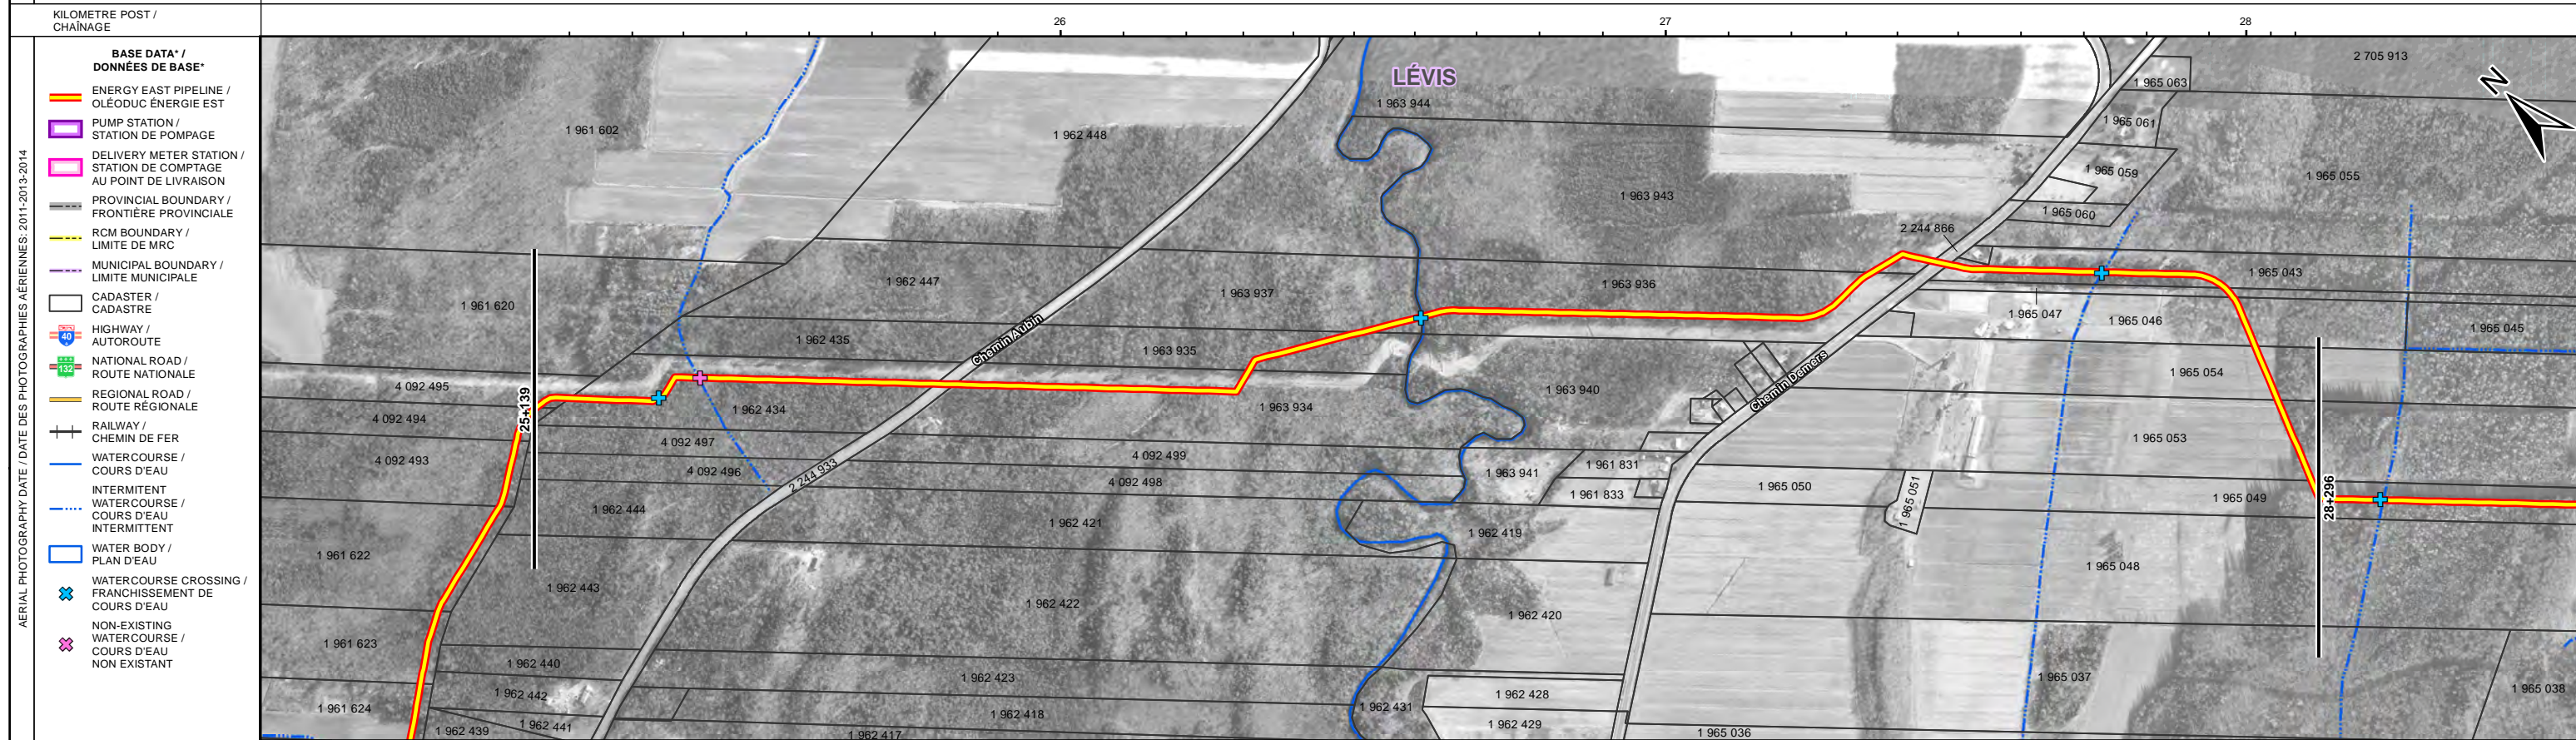 KILOMETRE POST /
CHAÎNAGE
26
27
28
AERIAL PHOTOGRAPHY DATE / DATE DES PHOTOGRAPHIES AÉRIENNES: 2011-2013-2014
BASE DATA* /
DONNÉES DE BASE*
ENERGY EAST PIPELINE /
OLÉODUC ÉNERGIE EST
PUMP STATION /
STATION DE POMPAGE
DELIVERY METER STATION /
STATION DE COMPTAGE
AU POINT DE LIVRAISON
PROVINCIAL BOUNDARY /
FRONTIÈRE PROVINCIALE
RCM BOUNDARY /
LIMITE DE MRC
MUNICIPAL BOUNDARY /
LIMITE MUNICIPALE
CADASTER /
CADASTRE
40
HIGHWAY /
AUTOROUTE
132
NATIONAL ROAD /
ROUTE NATIONALE
REGIONAL ROAD /
ROUTE RÉGIONALE
RAILWAY /
CHEMIN DE FER
WATERCOURSE /
COURS D'EAU
INTERMITENT
WATERCOURSE /
COURS D'EAU
INTERMITTENT
WATER BODY /
PLAN D'EAU
WATERCOURSE CROSSING /
FRANCHISSEMENT DE
COURS D'EAU
NON-EXISTING
WATERCOURSE /
COURS D'EAU
NON EXISTANT
LÉVIS
N
2 705 913
1 965 063
1 963 944
1 965 061
1 961 602
1 962 448
1 965 059
1 965 055
1 963 943
1 965 060
2 244 866
1 965 043
1 962 447
1 963 936
1 963 937
1 961 620
1 965 047
1 965 046
1 965 045
Chemin Aubin
1 962 435
1 963 935
1 965 054
Chemin Demers
4 092 495
1 963 940
25+139
1 962 434
1 963 934
4 092 494
1 965 053
4 092 497
4 092 499
4 092 493
4 092 496
1 963 941
1 961 831
2 244 933
4 092 498
1 965 050
1 961 833
1 965 051
1 965 049
28+296
1 962 444
1 962 421
1 962 419
1 961 622
1 965 048
1 962 443
1 962 422
1 962 420
1 961 623
1 962 440
1 962 423
1 965 037
1 962 442
1 962 428
1 965 038
1 961 624
1 962 431
1 962 418
1 962 441
1 962 429
1 962 439
1 962 417
1 965 036